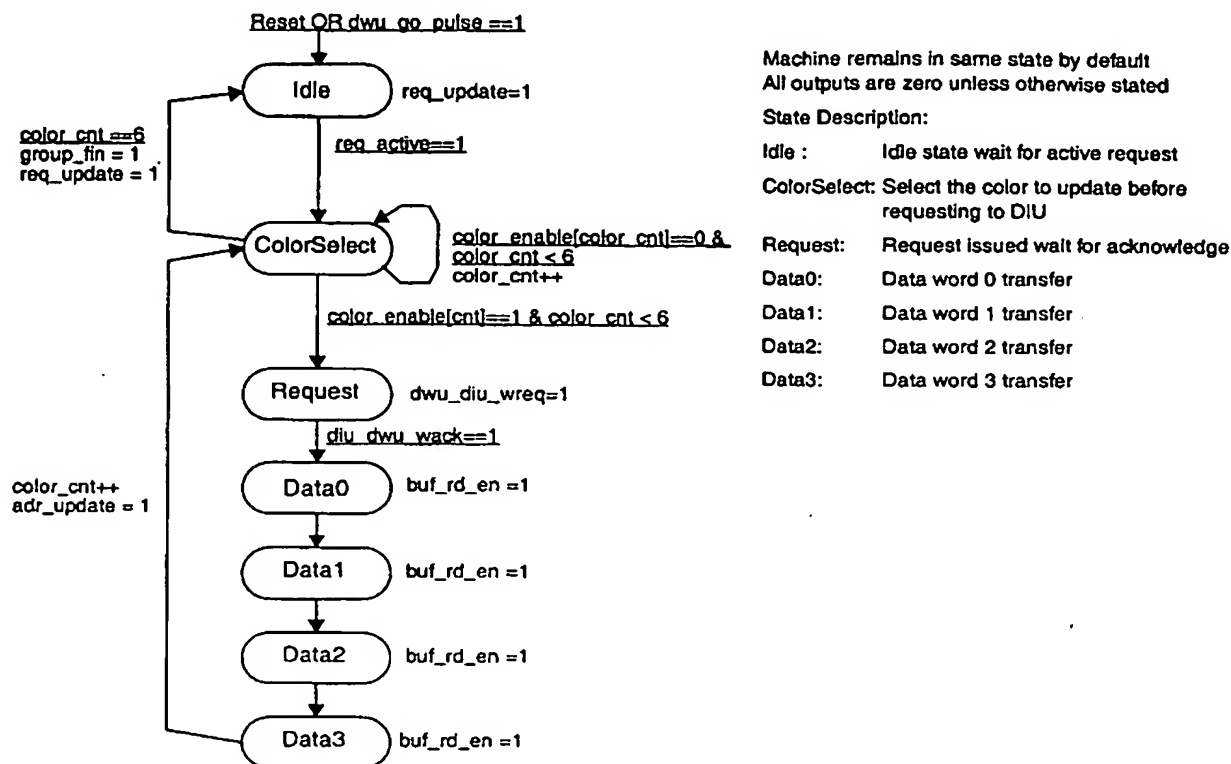 Reset OR dwu_go_pulse ==1
Idle
req_update=1
color_cnt ==6
group_fin = 1
req_update = 1
req_active==1
ColorSelect
color_enable[color_cnt]==0 &
color_cnt < 6
color_cnt++
color_enable[cnt]==1 & color_cnt < 6
Request
dwu_diu_wreq=1
diu_dwu_wack==1
color_cnt++
adr_update = 1
Data0
buf_rd_en =1
Data1
buf_rd_en =1
Data2
buf_rd_en =1
Data3
buf_rd_en =1
Machine remains in same state by default
All outputs are zero unless otherwise stated
State Description:
Idle : Idle state wait for active request
ColorSelect: Select the color to update before
requesting to DIU
Request: Request issued wait for acknowledge
Data0: Data word 0 transfer
Data1: Data word 1 transfer
Data2: Data word 2 transfer
Data3: Data word 3 transfer